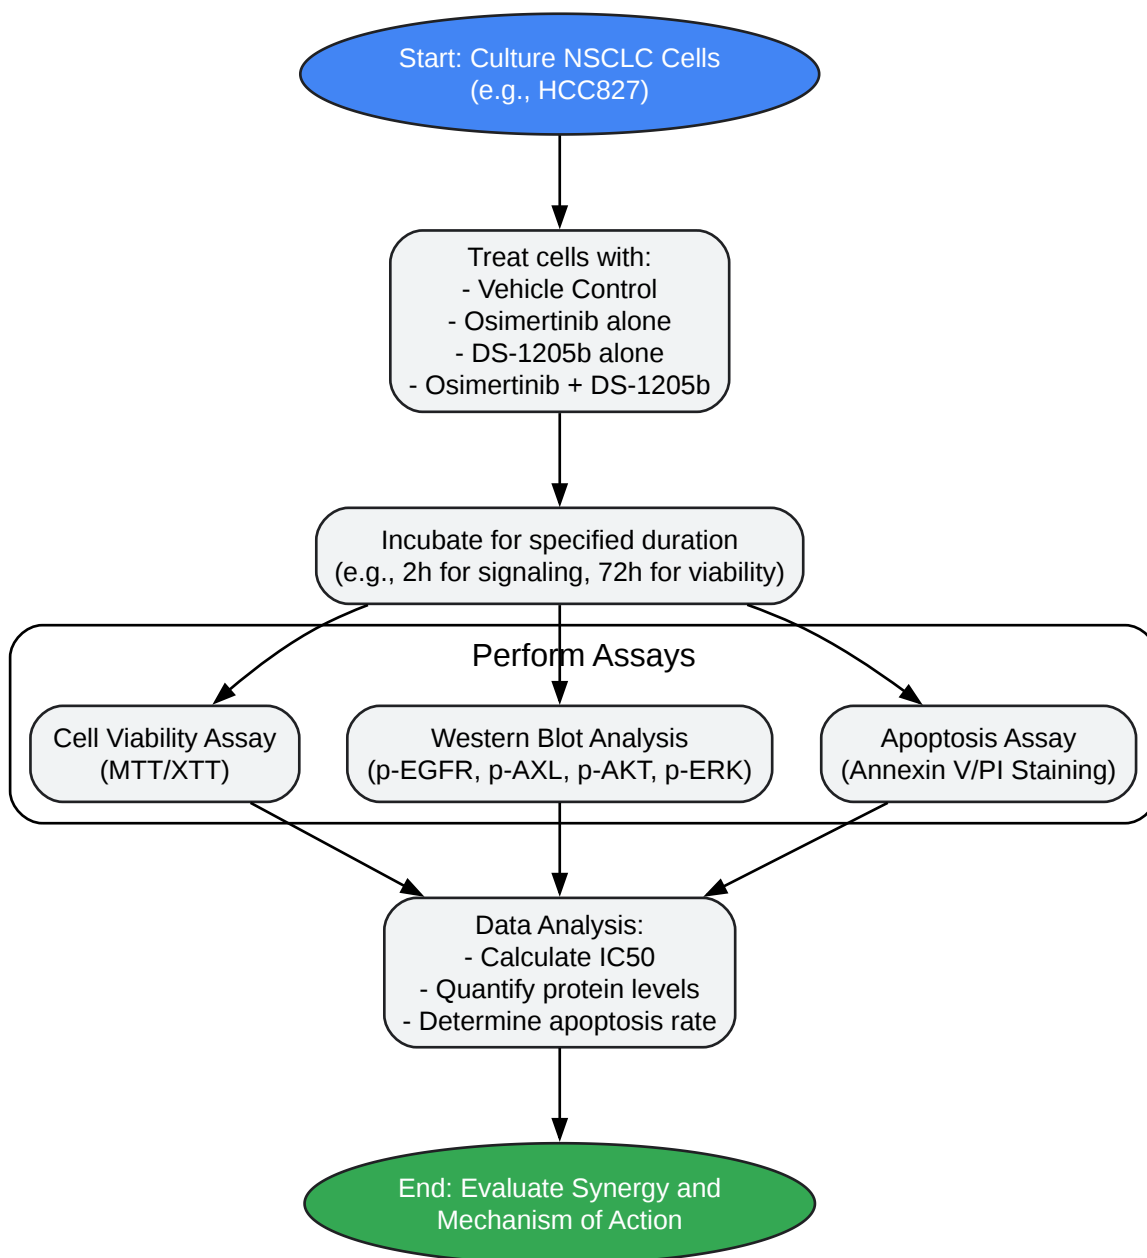 Start: Culture NSCLC Cells
(e.g., HCC827)
Treat cells with:
- Vehicle Control
- Osimertinib alone
- DS-1205b alone
- Osimertinib + DS-1205b
Incubate for specified duration
(e.g., 2h for signaling, 72h for viability)
Perform Assays
Cell Viability Assay
(MTT/XTT)
Western Blot Analysis
(p-EGFR, p-AXL, p-AKT, p-ERK)
Apoptosis Assay
(Annexin V/PI Staining)
Data Analysis:
- Calculate IC50
- Quantify protein levels
- Determine apoptosis rate
End: Evaluate Synergy and
Mechanism of Action